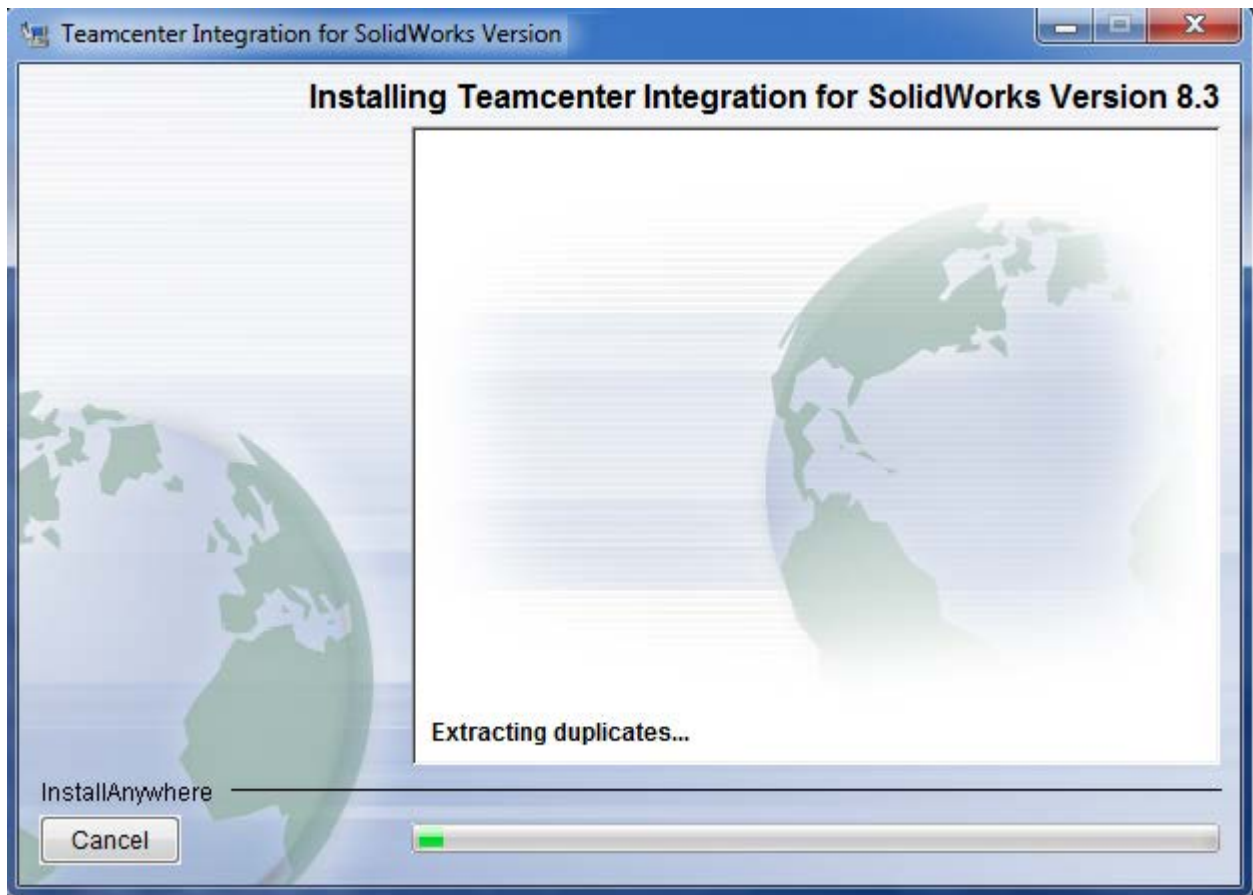 Teamcenter Integration for SolidWorks Version
Installing Teamcenter Integration for SolidWorks Version 8.3
Extracting duplicates...
InstallAnywhere
Cancel